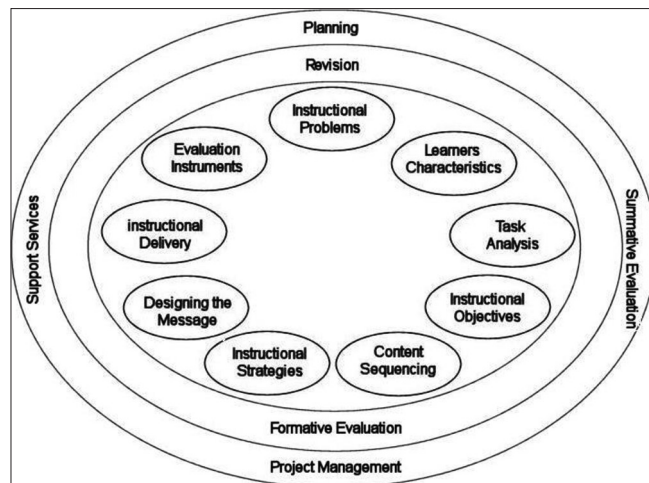 Planning
Revision
Instructional
Problems
Evaluation
Instruments
Learners
Characteristics
instructional
Delivery
Task
Analysis
Support Services
Summative Evaluation
Designing the
Message
Instructional
Objectives
Instructional
Strategies
Content
Sequencing
Formative Evaluation
Project Management